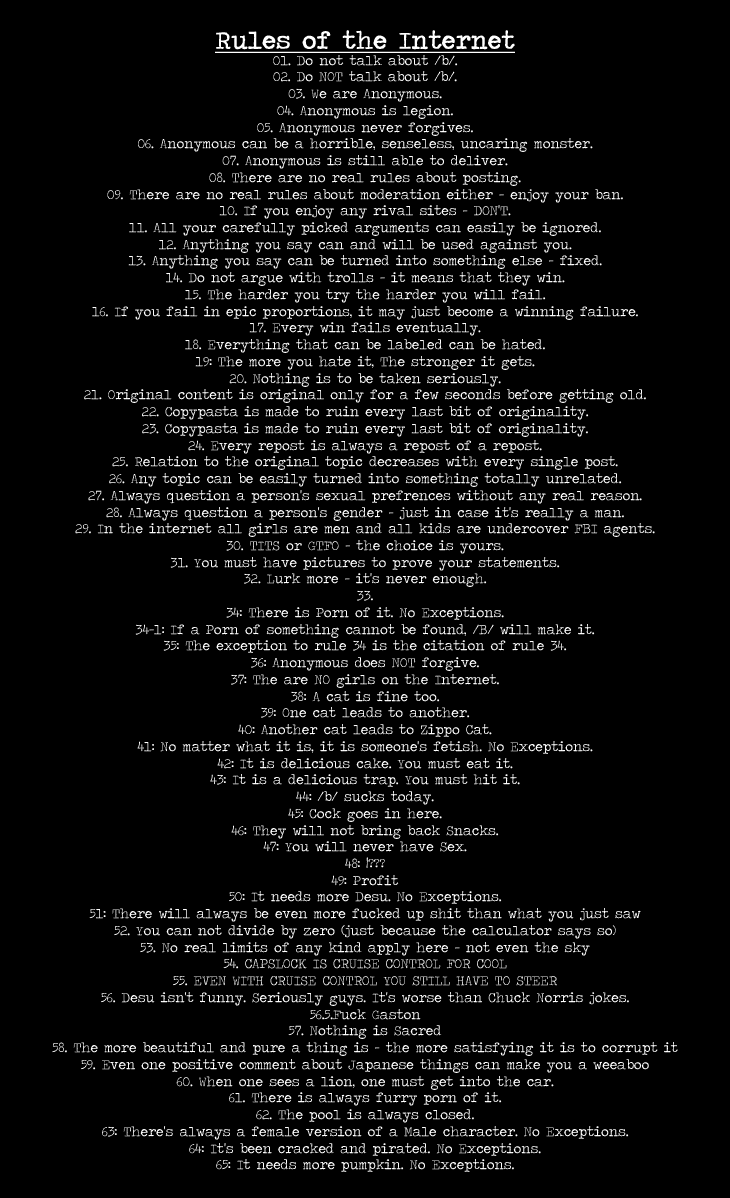 Rules of the Internet
01. Do not talk about /b/.
02. Do NOT talk about /b/.
03. We are Anonymous.
04. Anonymous is legion.
05. Anonymous never forgives.
06. Anonymous can be a horrible, senseless, uncaring monster.
07. Anonymous is still able to deliver.
08. There are no real rules about posting.
09. There are no real rules about moderation either - enjoy your ban.
10. If you enjoy any rival sites - DON'T.
11. All your carefully picked arguments can easily be ignored.
12. Anything you say can and will be used against you.
13. Anything you say can be turned into something else - fixed.
14. Do not argue with trolls - it means that they win.
15. The harder you try the harder you will fail.
16. If you fail in epic proportions, it may just become a winning failure.
17. Every win fails eventually.
18. Everything that can be labeled can be hated.
19: The more you hate it, The stronger it gets.
20. Nothing is to be taken seriously.
21. Original content is original only for a few seconds before getting old.
22. Copypasta is made to ruin every last bit of originality.
23. Copypasta is made to ruin every last bit of originality.
24. Every repost is always a repost of a repost.
25. Relation to the original topic decreases with every single post.
26. Any topic can be easily turned into something totally unrelated.
27. Always question a person's sexual prefrences without any real reason.
28. Always question a person's gender - just in case it's really a man.
29. In the internet all girls are men and all kids are undercover FBI agents.
30. TITS or GTFO - the choice is yours.
31. You must have pictures to prove your statements.
32. Lurk more - it's never enough.
33.
34: There is Porn of it. No Exceptions.
34-1: If a Porn of something cannot be found, /B/ will make it.
35: The exception to rule 34 is the citation of rule 34.
36: Anonymous does NOT forgive.
37: The are NO girls on the Internet.
38: A cat is fine too.
39: One cat leads to another.
40: Another cat leads to Zippo Cat.
41: No matter what it is, it is someone's fetish. No Exceptions.
42: It is delicious cake. You must eat it.
43: It is a delicious trap. You must hit it.
44: /b/ sucks today.
45: Cock goes in here.
46: They will not bring back Snacks.
47: You will never have Sex.
48: ????
49: Profit
50: It needs more Desu. No Exceptions.
51: There will always be even more fucked up shit than what you just saw
52. You can not divide by zero (just because the calculator says so)
53. No real limits of any kind apply here - not even the sky
54. CAPSLOCK IS CRUISE CONTROL FOR COOL
55. EVEN WITH CRUISE CONTROL YOU STILL HAVE TO STEER
56. Desu isn't funny. Seriously guys. It's worse than Chuck Norris jokes.
56.5.Fuck Gaston
57. Nothing is Sacred
58. The more beautiful and pure a thing is - the more satisfying it is to corrupt it
59. Even one positive comment about Japanese things can make you a weeaboo
60. When one sees a lion, one must get into the car.
61. There is always furry porn of it.
62. The pool is always closed.
63: There's always a female version of a Male character. No Exceptions.
64: It's been cracked and pirated. No Exceptions.
65: It needs more pumpkin. No Exceptions.